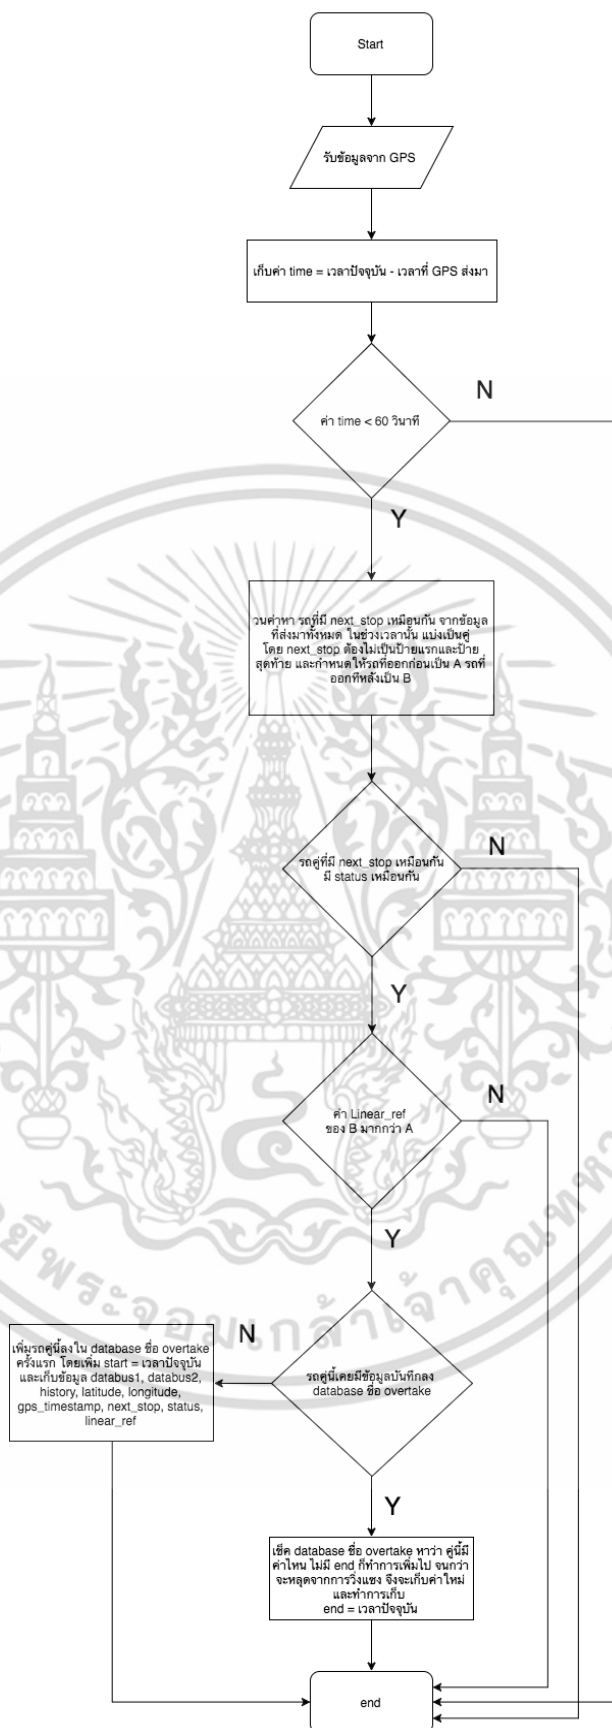 Start
รับข้อมูลจาก GPS
เก็บค่า time = เวลาปัจจุบัน - เวลาที่ GPS ส่งมา
N
ค่า time < 60 วินาที
Y
วนค่าหา รถที่มี next_stop เหมือนกัน จากข้อมูล
ที่ส่งมาทั้งหมด ในช่วงเวลานั้น แบ่งเป็นคู่
โดย next_stop ต้องไม่เป็นป้ายแรกและป้าย
สุดท้าย และกำหนดให้รถที่ออกก่อนเป็น A รถที่
ออกทีหลังเป็น B
N
รถคู่ที่มี next_stop เหมือนกัน
มี status เหมือนกัน
Y
N
ค่า Linear_ref
ของ B มากกว่า A
Y
พระจอมเกล้าเจ้าคุณทหาร
N
เพิ่มรถคู่นี้ลงใน database ชื่อ overtake
ครั้งแรก โดยเพิ่ม start = เวลาปัจจุบัน
และเก็บข้อมูล databus1, databus2,
history, latitude, longitude,
gps_timestamp, next_stop, status,
linear_ref
รถคู่นี้เคยมีข้อมูลบันทึกลง
database ชื่อ overtake
Y
เช็ค database ชื่อ overtake หาว่า คู่นี้มี
ค่าไหน ไม่มี end ก็ทำการเพิ่มไป จนกว่า
จะหลุดจากการวิ่งแซง จึงจะเก็บค่าใหม่
และทำการเก็บ
end = เวลาปัจจุบัน
end